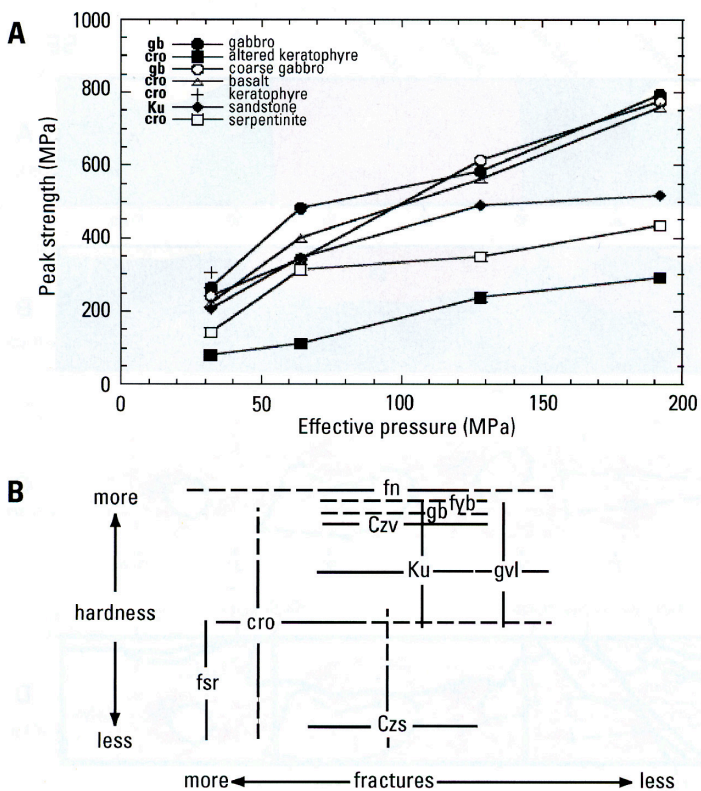 A
Peak strength (MPa)
1000
800
600
400
200
0
gb gabbro
cro altered keratophyre
gb coarse gabbro
cro basalt
cro keratophyre
Ku sandstone
cro serpentinite
0 50 100 150 200
Effective pressure (MPa)
B
more
hardness
less
fn
fyb
gb
Czv
Ku gvl
cro
fsr
Czs
more fractures less